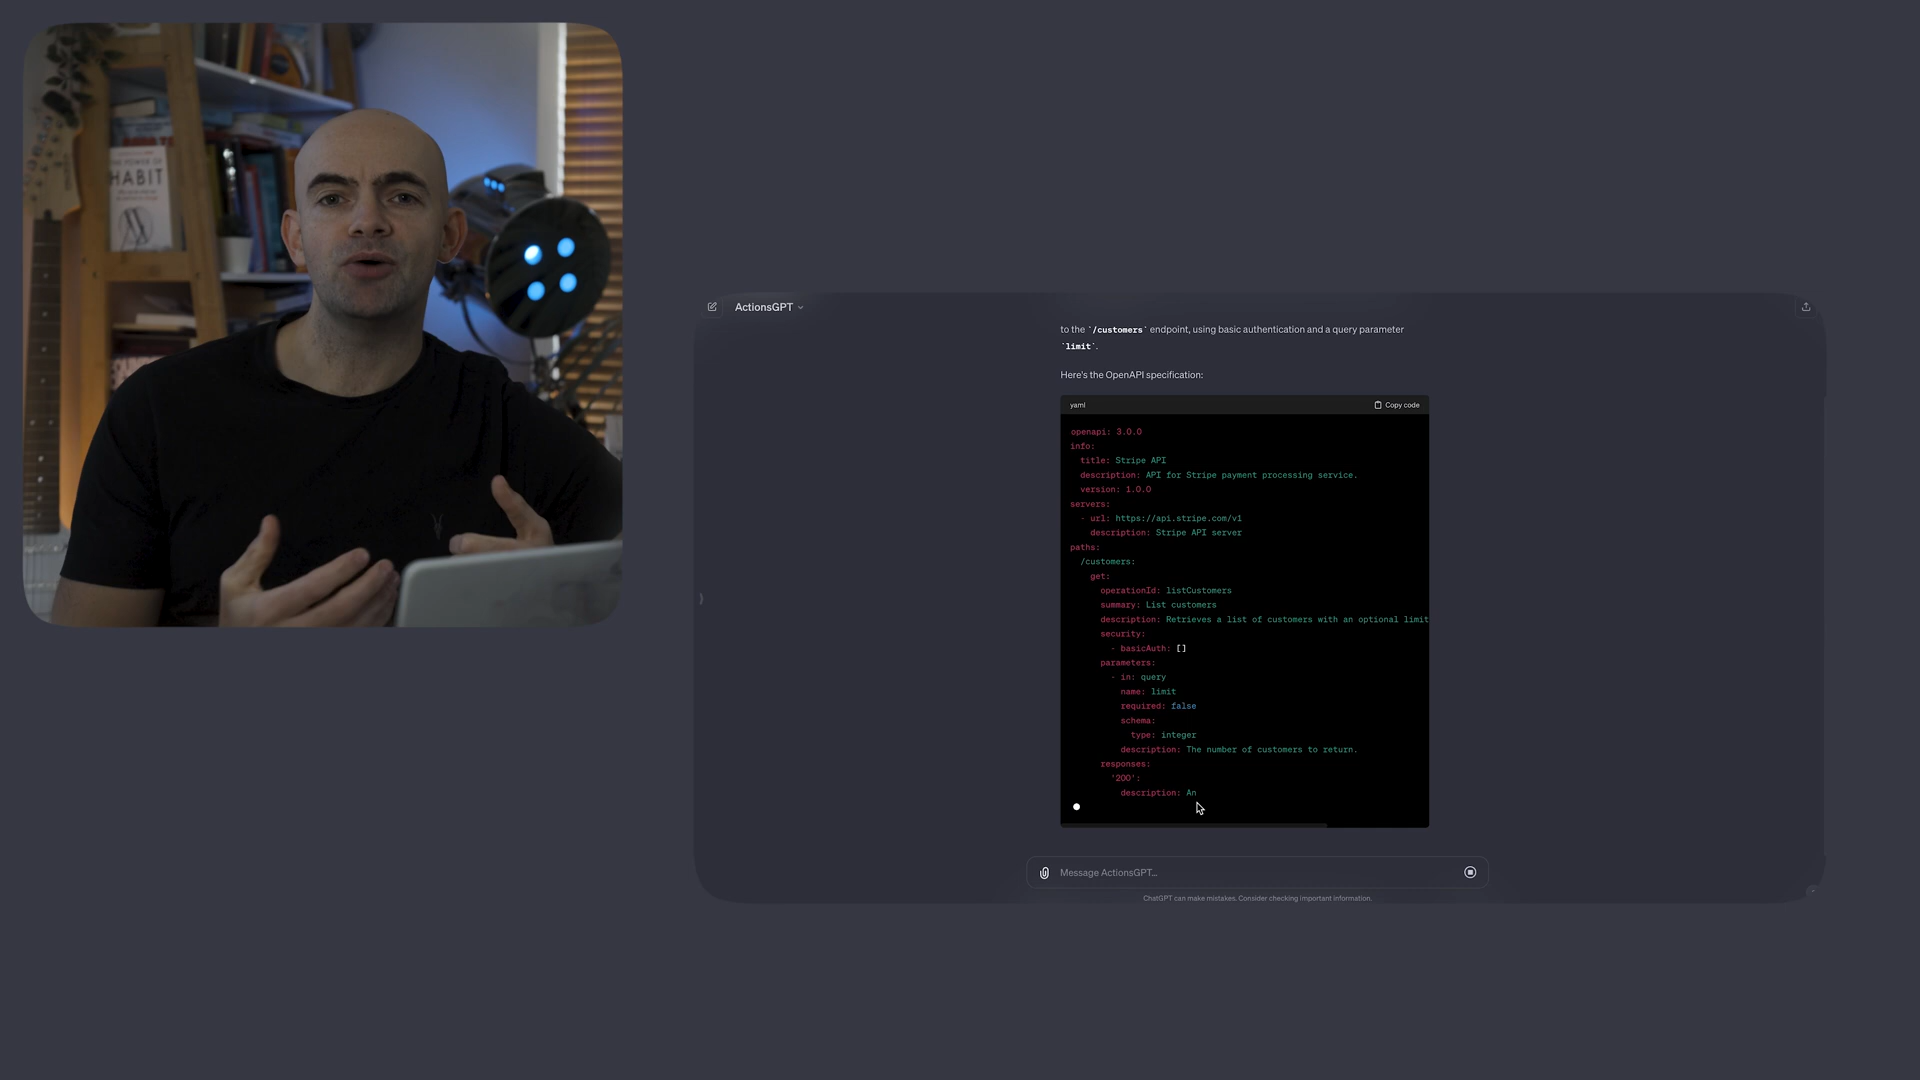 THE POWER OF
HABIT
ActionsGPT
to the `/customers` endpoint, using basic authentication and a query parameter
`limit`.
Here's the OpenAPI specification:
yaml
Copy code
openapi: 3.0.0
info:
title: Stripe API
description: API for Stripe payment processing service.
version: 1.0.0
servers:
- url: https://api.stripe.com/v1
description: Stripe API server
paths:
/customers:
get:
operationId: listCustomers
summary: List customers
description: Retrieves a list of customers with an optional limit
security:
- basicAuth: []
parameters:
- in: query
name: limit
required: false
schema:
type: integer
description: The number of customers to return.
responses:
'200':
description: An
Message ActionsGPT...
ChatGPT can make mistakes. Consider checking important information.